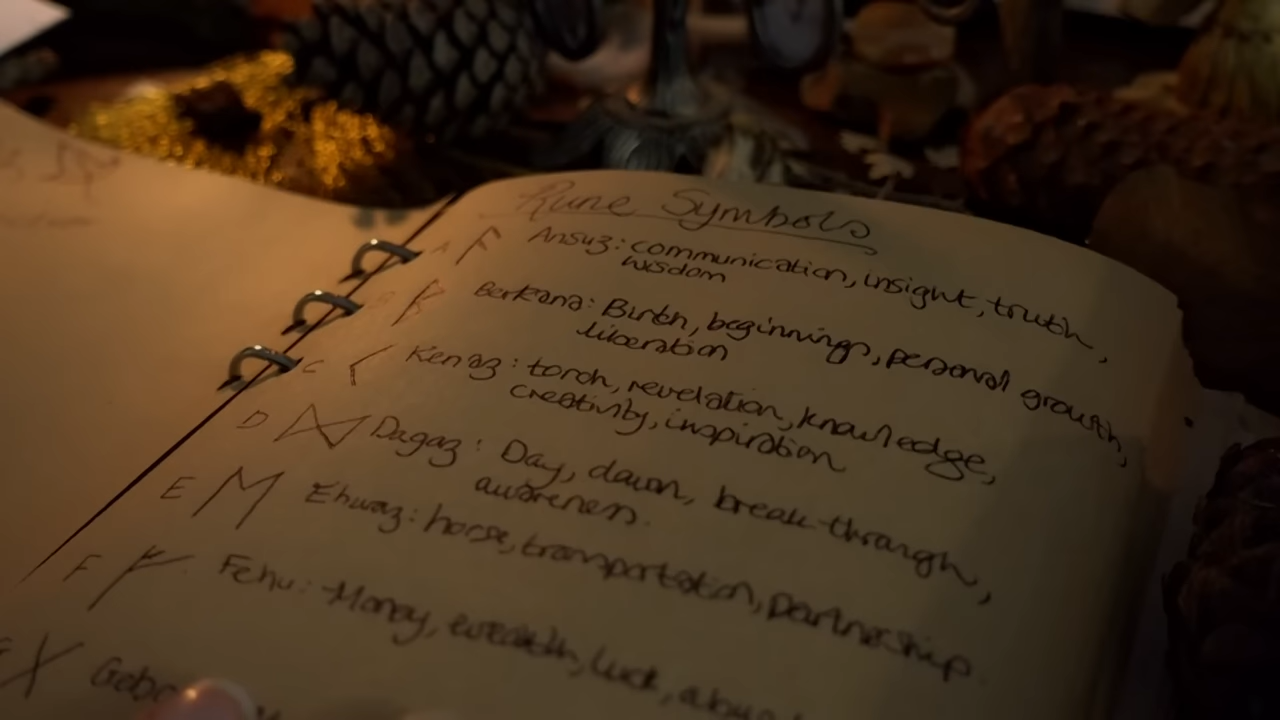 Rune Symbols
A ᚨ Ansuz: communication, insight, truth,
wisdom
B ᛒ Berkana: Birth, beginnings, personal growth,
liberation
C ᚲ Kenaz: torch, revelation, knowledge,
creativity, inspiration
D ᛞ Dagaz: Day, dawn, break-through,
awareness.
E ᛖ Ehwaz: horse, transportation, partnership
F ᚠ Fehu: Money, wealth, luck,
G ᚷ